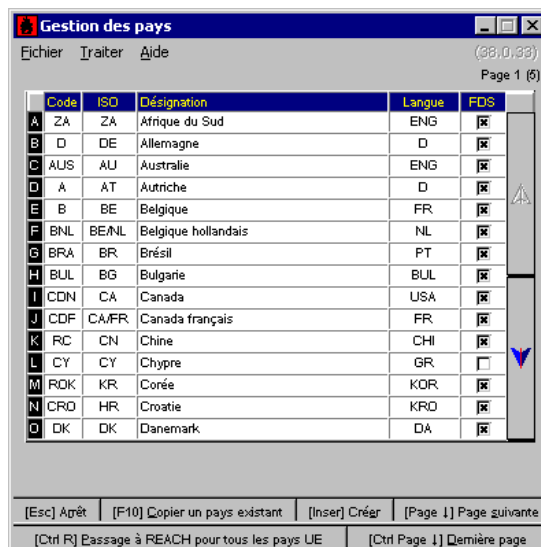 Gestion des pays
Fichier Traiter Aide (38.0.33)
Page 1 (5)
Code ISO Désignation Langue FDS
A ZA ZA Afrique du Sud ENG
B D DE Allemagne D
C AUS AU Australie ENG
D A AT Autriche D
E B BE Belgique FR
F BNL BE/NL Belgique hollandais NL
G BRA BR Brésil PT
H BUL BG Bulgarie BUL
I CDN CA Canada USA
J CDF CA/FR Canada français FR
K RC CN Chine CHI
L CY CY Chypre GR
M ROK KR Corée KOR
N CRO HR Croatie KRO
O DK DK Danemark DA
[Esc] Arrêt [F10] Copier un pays existant [Inser] Créer [Page ↓] Page suivante
[Ctrl R] Passage à REACH pour tous les pays UE [Ctrl Page ↓] Dernière page